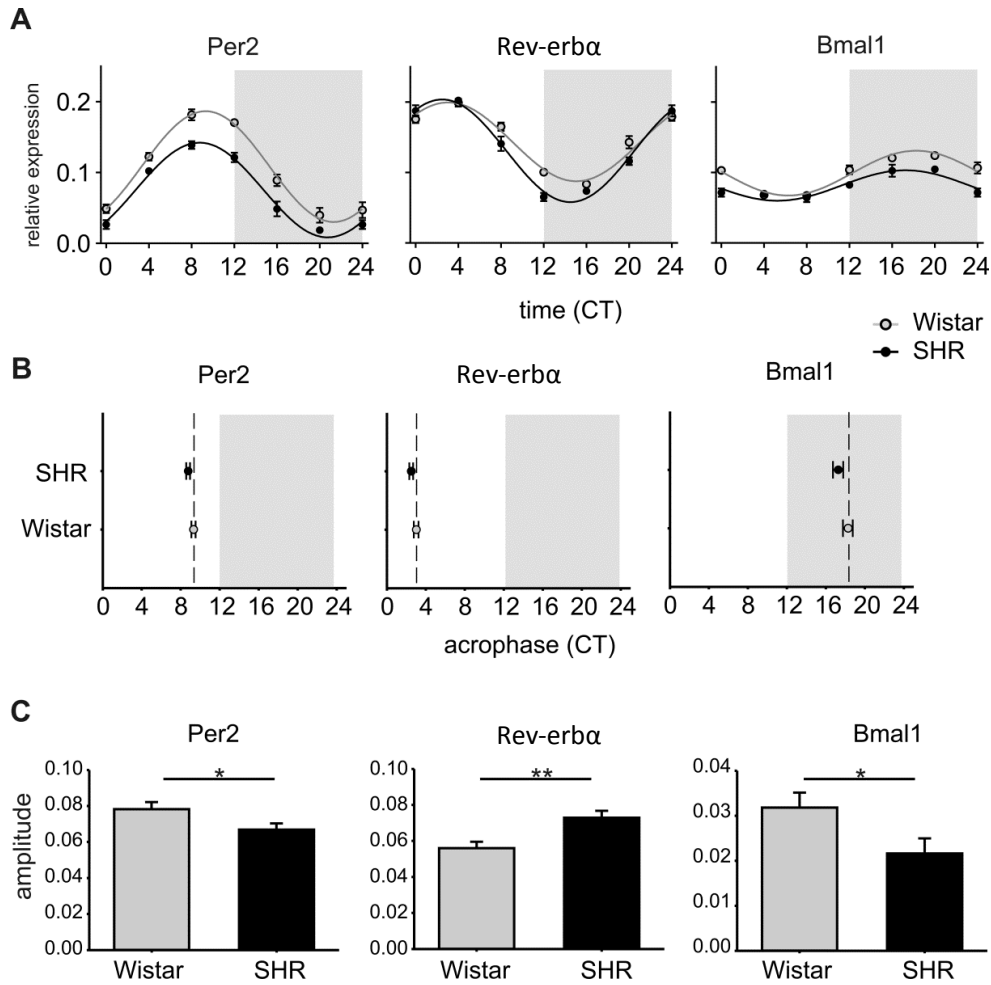 A
Per2 Rev-erbα Bmal1
relative expression
0.2
0.1
0.0
0 4 8 12 16 20 24 0 4 8 12 16 20 24 0 4 8 12 16 20 24
time (CT)
Wistar
SHR
B
Per2 Rev-erbα Bmal1
SHR
Wistar
0 4 8 12 16 20 24 0 4 8 12 16 20 24 0 4 8 12 16 20 24
acrophase (CT)
C
Per2 Rev-erbα Bmal1
amplitude
0.10
0.08
0.06
0.04
0.02
0.00
*
Wistar SHR
0.10
0.08
0.06
0.04
0.02
0.00
**
Wistar SHR
0.04
0.03
0.02
0.01
0.00
*
Wistar SHR